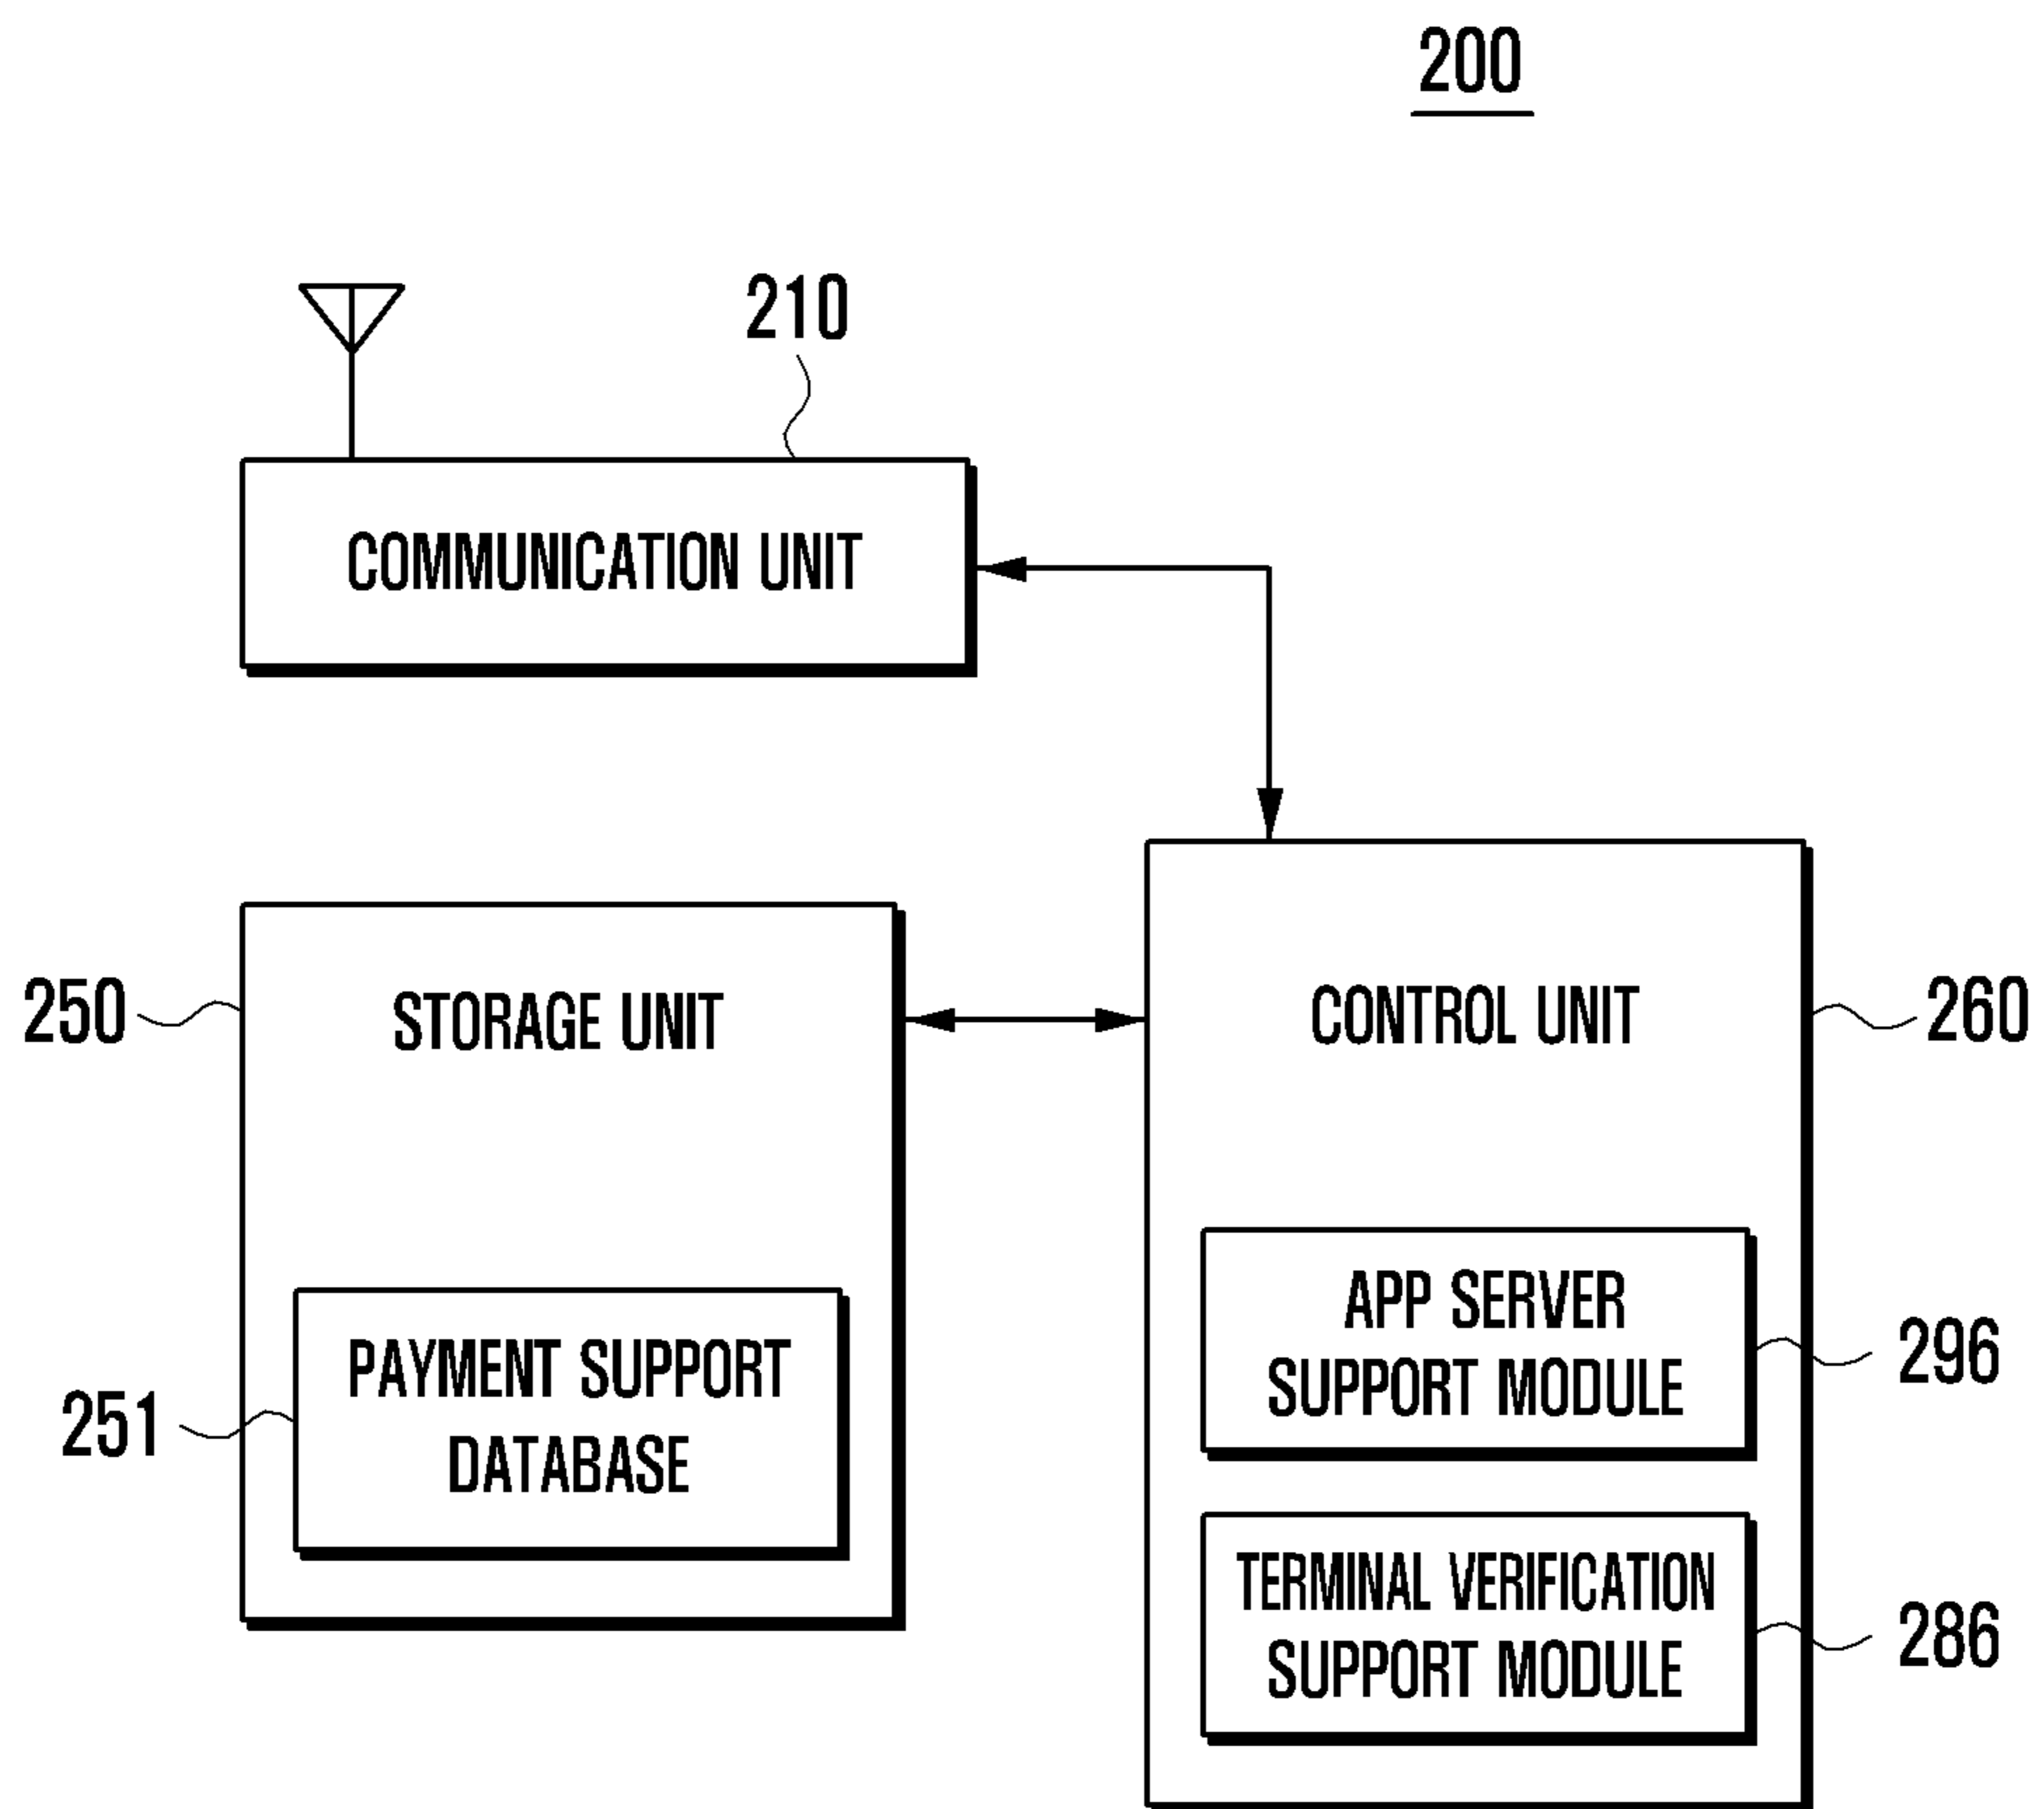 200
210
COMMUNICATION UNIT
250
STORAGE UNIT
CONTROL UNIT
260
APP SERVER
SUPPORT MODULE
296
PAYMENT SUPPORT
DATABASE
251
TERMINAL VERIFICATION
SUPPORT MODULE
286